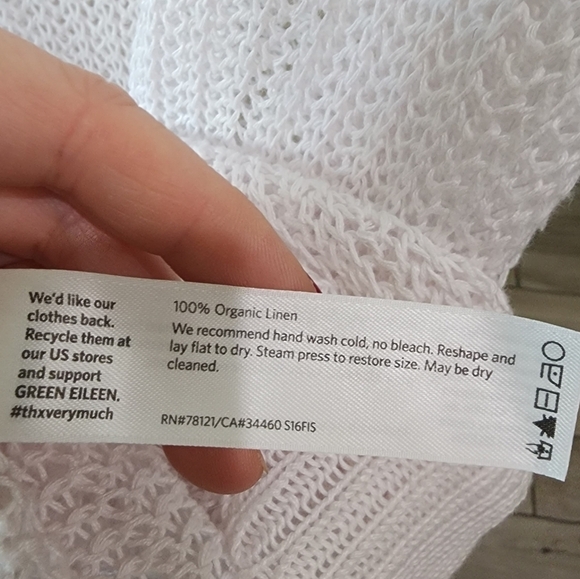 We'd like our
clothes back.
Recycle them at
our US stores
and support
GREEN EILEEN.
#thxverymuch
100% Organic Linen
We recommend hand wash cold, no bleach. Reshape and
lay flat to dry. Steam press to restore size. May be dry
cleaned.
RN#78121/CA#34460 S16FIS